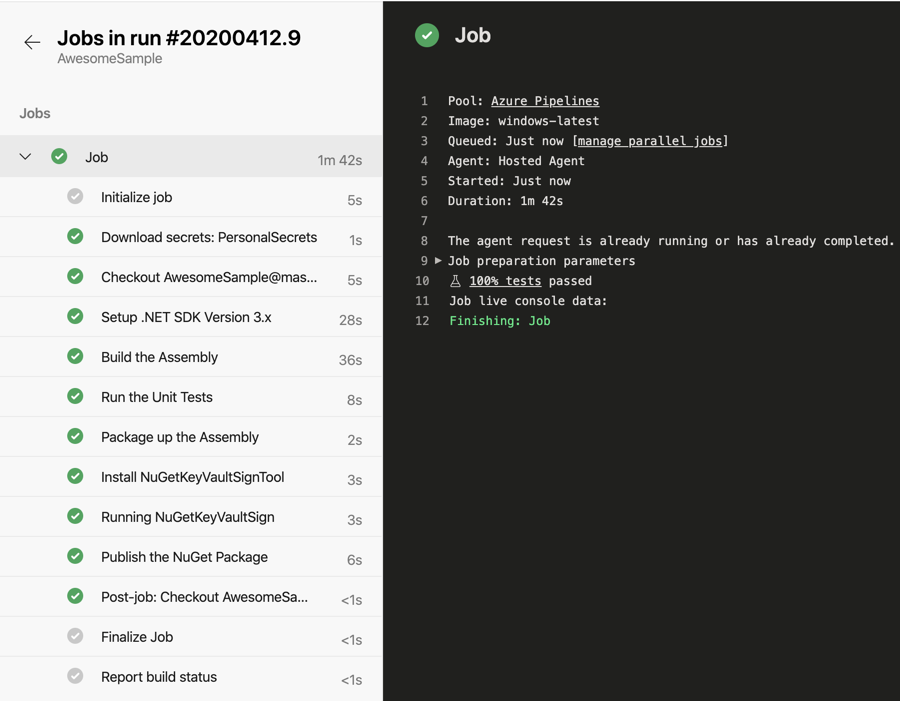 Jobs in run #20200412.9
AwesomeSample
Jobs
Job 1m 42s
Initialize job 5s
Download secrets: PersonalSecrets 1s
Checkout AwesomeSample@mas... 5s
Setup .NET SDK Version 3.x 28s
Build the Assembly 36s
Run the Unit Tests 8s
Package up the Assembly 2s
Install NuGetKeyVaultSignTool 3s
Running NuGetKeyVaultSign 3s
Publish the NuGet Package 6s
Post-job: Checkout AwesomeSa... <1s
Finalize Job <1s
Report build status <1s
Job
1 Pool: Azure Pipelines
2 Image: windows-latest
3 Queued: Just now [manage parallel jobs]
4 Agent: Hosted Agent
5 Started: Just now
6 Duration: 1m 42s
7
8 The agent request is already running or has already completed.
9 Job preparation parameters
10 100% tests passed
11 Job live console data:
12 Finishing: Job